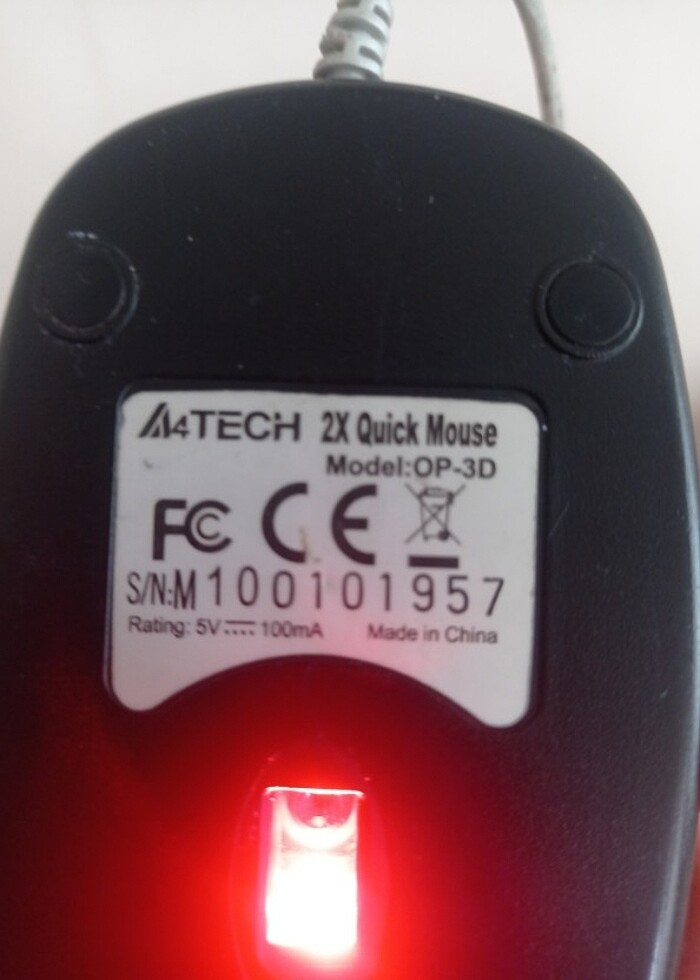 A4TECH 2X Quick Mouse
Model:OP-3D
FC CE
S/N:M100101957
Rating: 5V 100mA Made in China